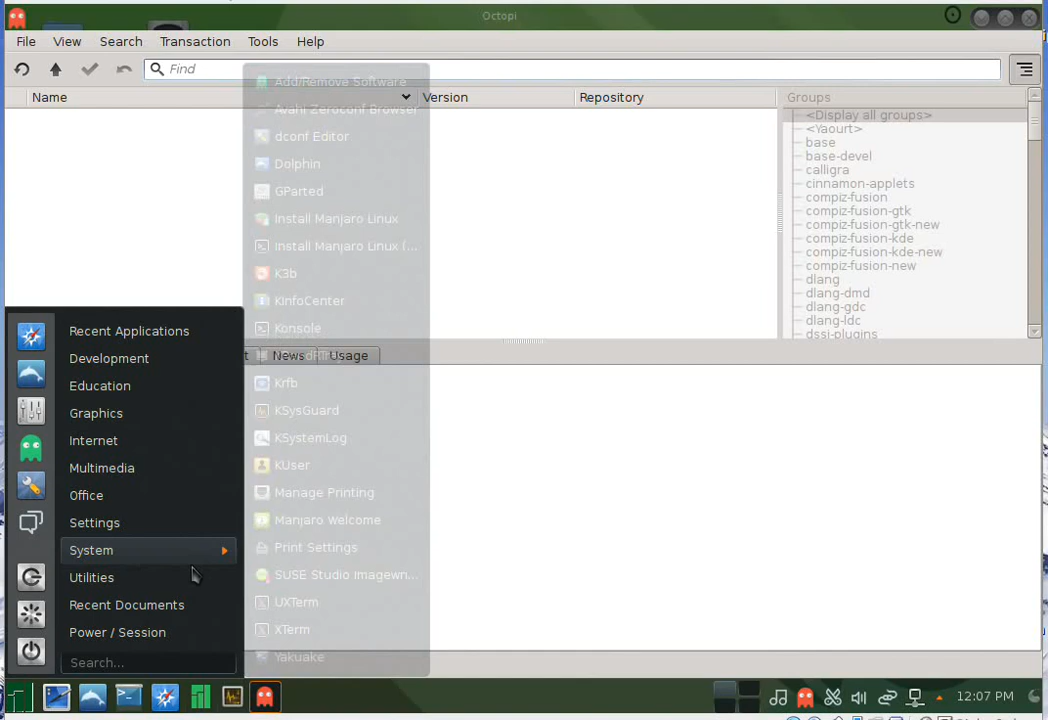 Octopi
File View Search Transaction Tools Help
Find
Name Version Repository Groups
<Display all groups>
<Yaourt>
base
base-devel
calligra
cinnamon-applets
compiz-fusion
compiz-fusion-gtk
compiz-fusion-gtk-new
compiz-fusion-kde
compiz-fusion-kde-new
compiz-fusion-new
dlang
dlang-dmd
dlang-gdc
dlang-ldc
dssi-plugins
Add/Remove Software
Avahi Zeroconf Browser
dconf Editor
Dolphin
GParted
Install Manjaro Linux
Install Manjaro Linux (...
K3b
KInfoCenter
Konsole
Krfb
KSysGuard
KSystemLog
KUser
Manage Printing
Manjaro Welcome
Print Settings
SUSE Studio Imagewri...
UXTerm
XTerm
Yakuake
t News Usage
Recent Applications
Development
Education
Graphics
Internet
Multimedia
Office
Settings
System
Utilities
Recent Documents
Power / Session
Search...
12:07 PM